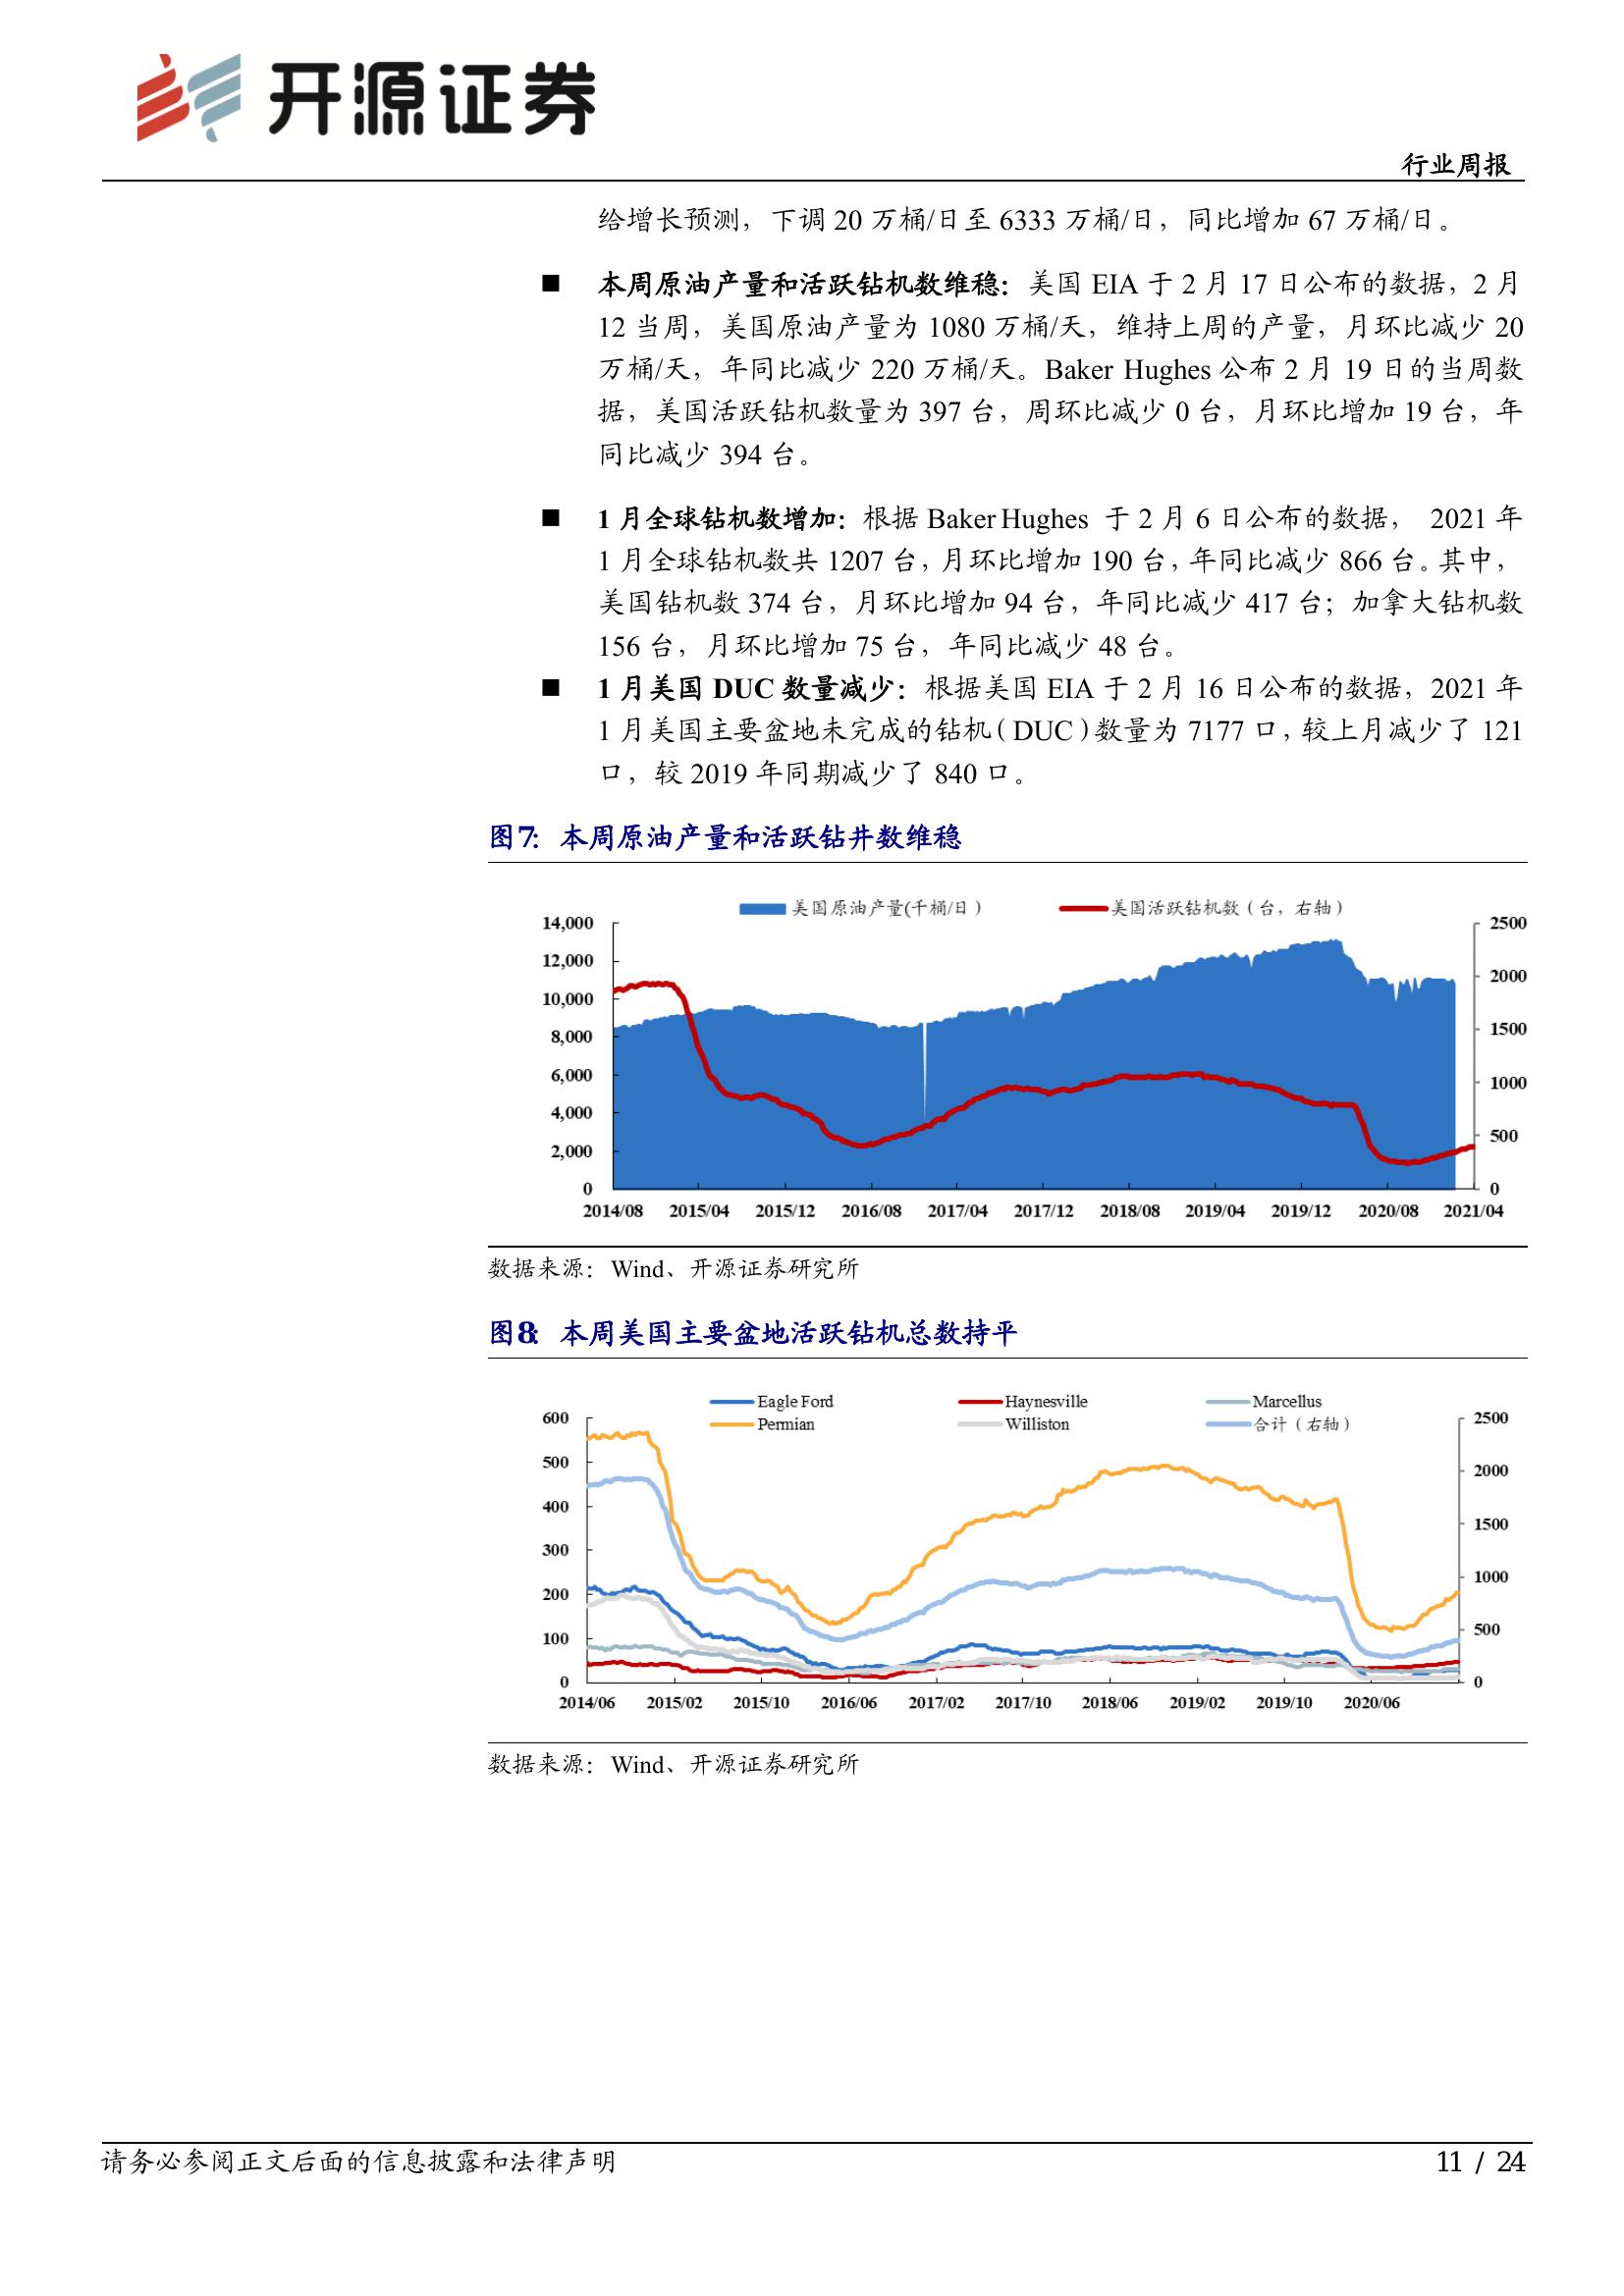 开源证券
行业周报
给增长预测，下调 20 万桶/日至 6333 万桶/日，同比增加 67 万桶/日。
■ 本周原油产量和活跃钻机数维稳：美国 EIA 于 2 月 17 日公布的数据，2 月
12 当周，美国原油产量为 1080 万桶/天，维持上周的产量，月环比减少 20
万桶/天，年同比减少 220 万桶/天。Baker Hughes 公布 2 月 19 日的当周数
据，美国活跃钻机数量为 397 台，周环比减少 0 台，月环比增加 19 台，年
同比减少 394 台。
■ 1 月全球钻机数增加：根据 Baker Hughes 于 2 月 6 日公布的数据， 2021 年
1 月全球钻机数共 1207 台，月环比增加 190 台，年同比减少 866 台。其中，
美国钻机数 374 台，月环比增加 94 台，年同比减少 417 台；加拿大钻机数
156 台，月环比增加 75 台，年同比减少 48 台。
■ 1 月美国 DUC 数量减少：根据美国 EIA 于 2 月 16 日公布的数据，2021 年
1 月美国主要盆地未完成的钻机（DUC）数量为 7177 口，较上月减少了 121
口，较 2019 年同期减少了 840 口。
图7：本周原油产量和活跃钻井数维稳
美国原油产量(千桶/日） 美国活跃钻机数（台，右轴）
14,000 2500
12,000 2000
10,000
8,000 1500
6,000 1000
4,000
2,000 500
0 0
2014/08 2015/04 2015/12 2016/08 2017/04 2017/12 2018/08 2019/04 2019/12 2020/08 2021/04
数据来源：Wind、开源证券研究所
图8：本周美国主要盆地活跃钻机总数持平
Eagle Ford Haynesville Marcellus
Permian Williston 合计（右轴）
600 2500
500 2000
400 1500
300
200 1000
100 500
0 0
2014/06 2015/02 2015/10 2016/06 2017/02 2017/10 2018/06 2019/02 2019/10 2020/06
数据来源：Wind、开源证券研究所
请务必参阅正文后面的信息披露和法律声明 11 / 24